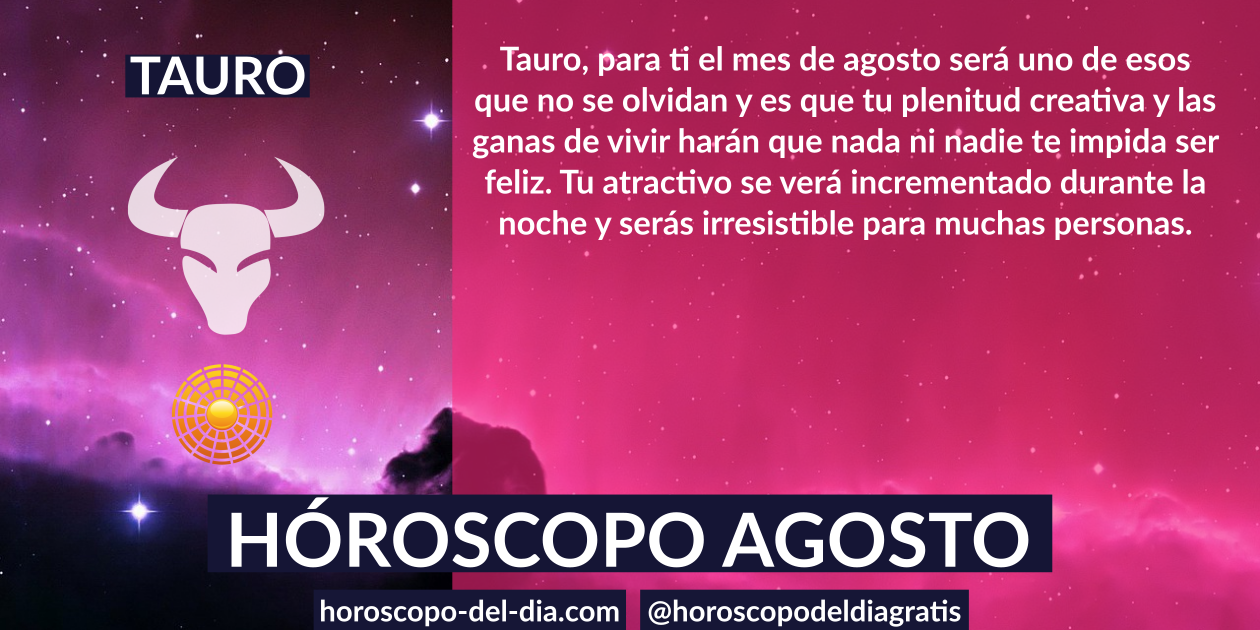 TAURO
Tauro, para ti el mes de agosto será uno de esos
que no se olvidan y es que tu plenitud creativa y las
ganas de vivir harán que nada ni nadie te impida ser
feliz. Tu atractivo se verá incrementado durante la
noche y serás irresistible para muchas personas.
HÓROSCOPO AGOSTO
horoscopo-del-dia.com
@horoscopodeldiagratis